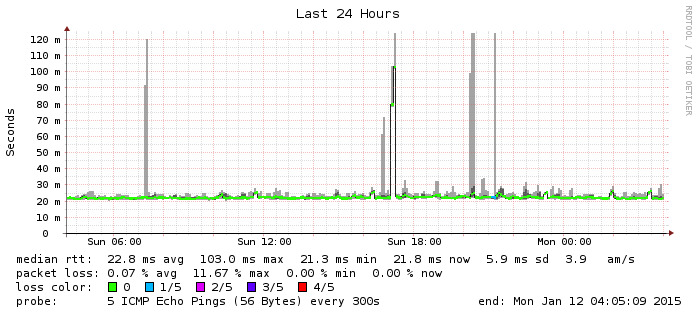 Last 24 Hours
RRDTOOL / TOBI OETIKER
Seconds
120 m
110 m
100 m
90 m
80 m
70 m
60 m
50 m
40 m
30 m
20 m
10 m
0
Sun 06:00 Sun 12:00 Sun 18:00 Mon 00:00
median rtt: 22.8 ms avg 103.0 ms max 21.3 ms min 21.8 ms now 5.9 ms sd 3.9 am/s
packet loss: 0.07 % avg 11.67 % max 0.00 % min 0.00 % now
loss color: 0 1/5 2/5 3/5 4/5
probe: 5 ICMP Echo Pings (56 Bytes) every 300s end: Mon Jan 12 04:05:09 2015